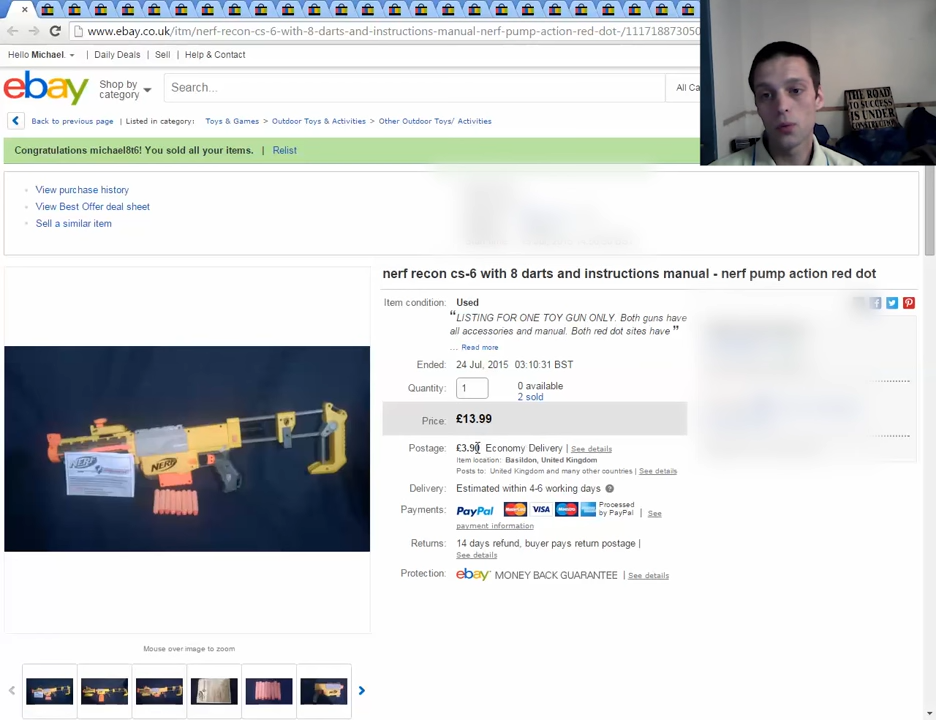 www.ebay.co.uk/itm/nerf-recon-cs-6-with-8-darts-and-instructions-manual-nerf-pump-action-red-dot-/111718873050
Hello Michael.
Daily Deals
Sell
Help & Contact
ebay
Shop by
category
Search...
All Ca
Back to previous page
Listed in category:
Toys & Games > Outdoor Toys & Activities > Other Outdoor Toys/ Activities
Congratulations michael8t6! You sold all your items.
Relist
View purchase history
View Best Offer deal sheet
Sell a similar item
THE ROAD
TO SUCCESS
IS UNDER
CONSTRUCTION
nerf recon cs-6 with 8 darts and instructions manual - nerf pump action red dot
Item condition: Used
“LISTING FOR ONE TOY GUN ONLY. Both guns have
all accessories and manual. Both red dot sites have ”
... Read more
Ended: 24 Jul, 2015 03:10:31 BST
Quantity: 1 0 available
2 sold
Price: £13.99
Postage: £3.90 Economy Delivery | See details
Item location: Basildon, United Kingdom
Posts to: United Kingdom and many other countries | See details
Delivery: Estimated within 4-6 working days
Payments: PayPal MasterCard VISA Maestro Processed
by PayPal | See
payment information
Returns: 14 days refund, buyer pays return postage |
See details
Protection: ebay MONEY BACK GUARANTEE | See details
NERF
NERF
Mouse over image to zoom